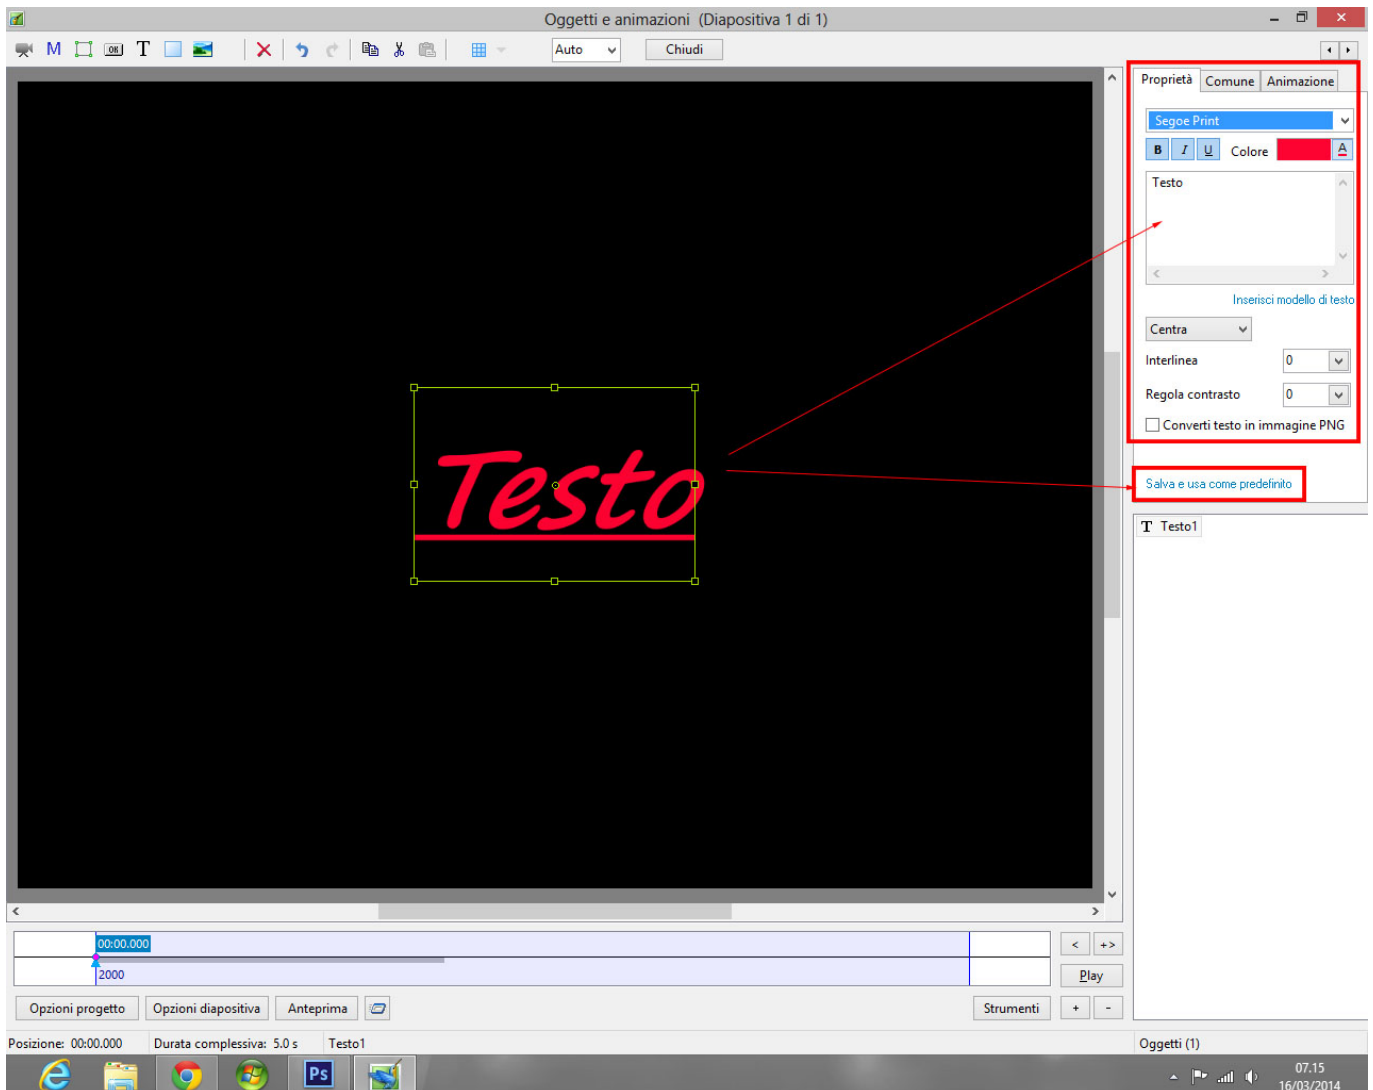 Oggetti e animazioni  (Diapositiva 1 di 1)
M OK T Auto Chiudi
Proprietà Comune Animazione
Segoe Print
B I U Colore A
Testo
Inserisci modello di testo
Centra
Interlinea 0
Regola contrasto 0
Converti testo in immagine PNG
Testo
Salva e usa come predefinito
T Testo1
00:00.000
< +>
2000
Play
Opzioni progetto Opzioni diapositiva Anteprima Strumenti + -
Posizione: 00:00.000 Durata complessiva: 5.0 s Testo1 Oggetti (1)
Ps
07.15
16/03/2014